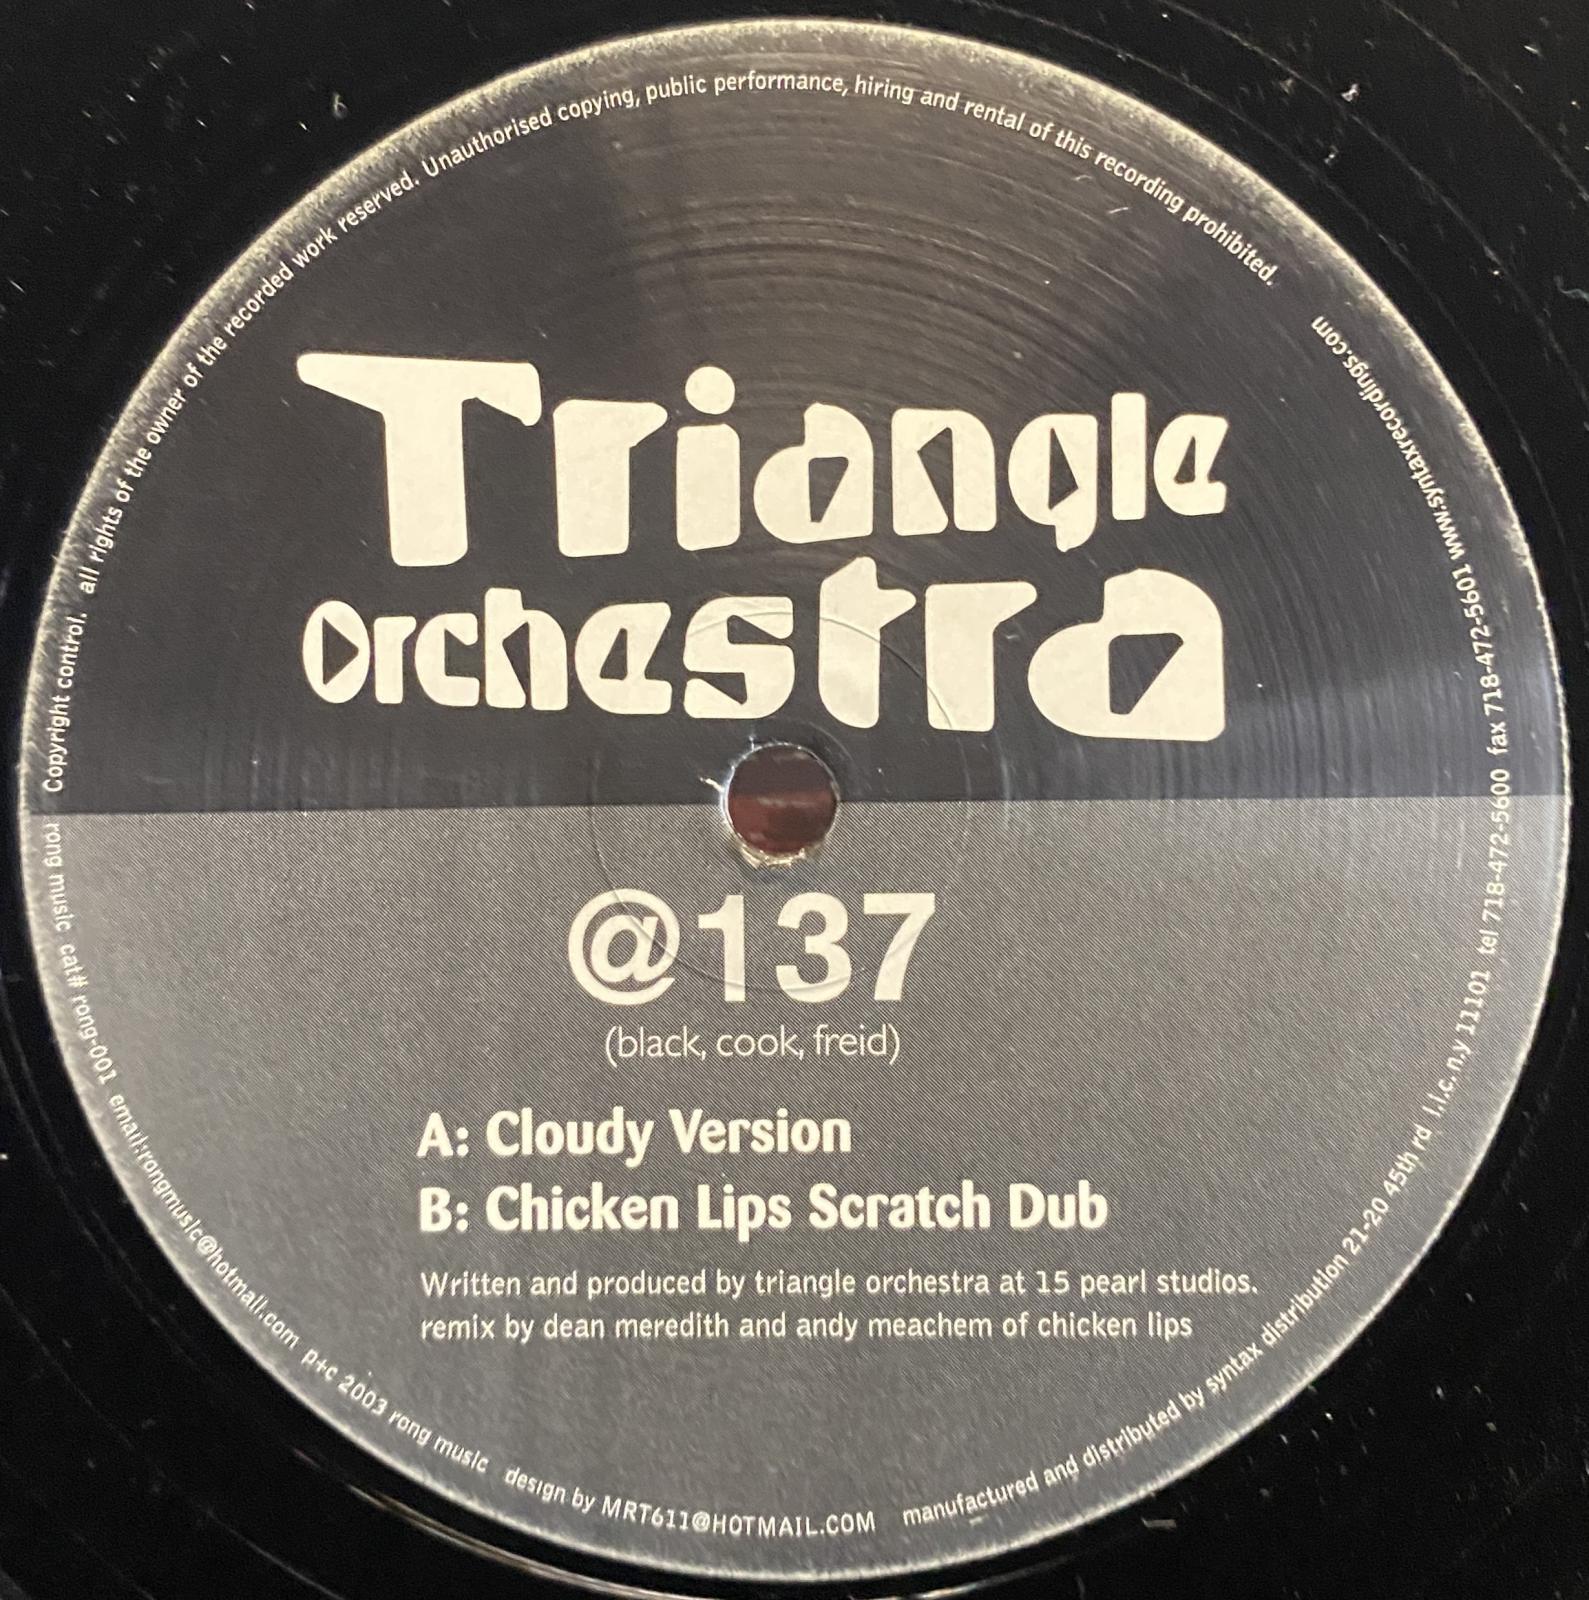 Copyright control. all rights of the owner of the recorded work reserved. Unauthorised copying, public performance, hiring and rental of this recording prohibited.
Triangle
orchestra
@137
(black, cook, freid)
A: Cloudy Version
B: Chicken Lips Scratch Dub
Written and produced by triangle orchestra at 15 pearl studios.
remix by dean meredith and andy meachem of chicken lips
rong music cat# rong-001 email:rongmusic@hotmail.com p+c 2003 rong music design by MRT611@HOTMAIL.COM manufactured and distributed by syntax distribution 21-20 45th rd l.i.c. n.y 11101 tel 718-472-5600 fax 718-472-5601 www.syntaxrecordings.com